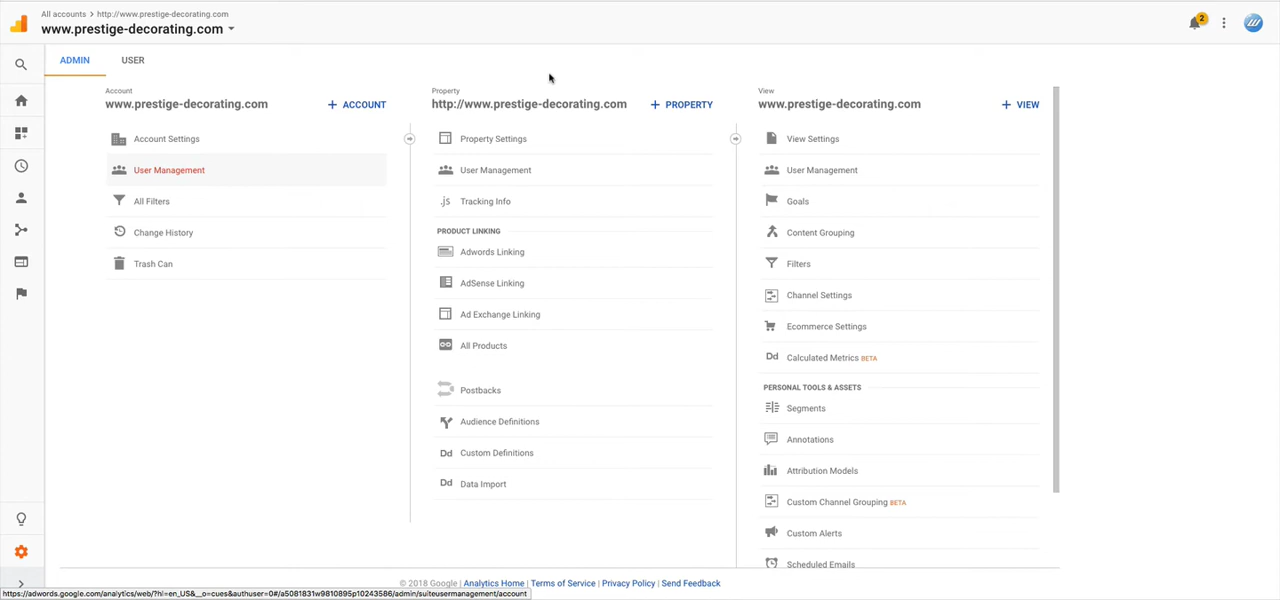 All accounts > http://www.prestige-decorating.com
www.prestige-decorating.com
2
ADMIN
USER
Account
www.prestige-decorating.com
+ ACCOUNT
Account Settings
User Management
All Filters
Change History
Trash Can
Property
http://www.prestige-decorating.com
+ PROPERTY
Property Settings
User Management
.js Tracking Info
PRODUCT LINKING
Adwords Linking
AdSense Linking
Ad Exchange Linking
All Products
Postbacks
Audience Definitions
Dd Custom Definitions
Dd Data Import
View
www.prestige-decorating.com
+ VIEW
View Settings
User Management
Goals
Content Grouping
Filters
Channel Settings
Ecommerce Settings
Dd Calculated Metrics BETA
PERSONAL TOOLS & ASSETS
Segments
Annotations
Attribution Models
Custom Channel Grouping BETA
Custom Alerts
Scheduled Emails
© 2018 Google | Analytics Home | Terms of Service | Privacy Policy | Send Feedback
https://adwords.google.com/analytics/web/?hl=en_US&__o=cues&authuser=0#/a5081831w9810895p10243586/admin/suiteusermanagement/account